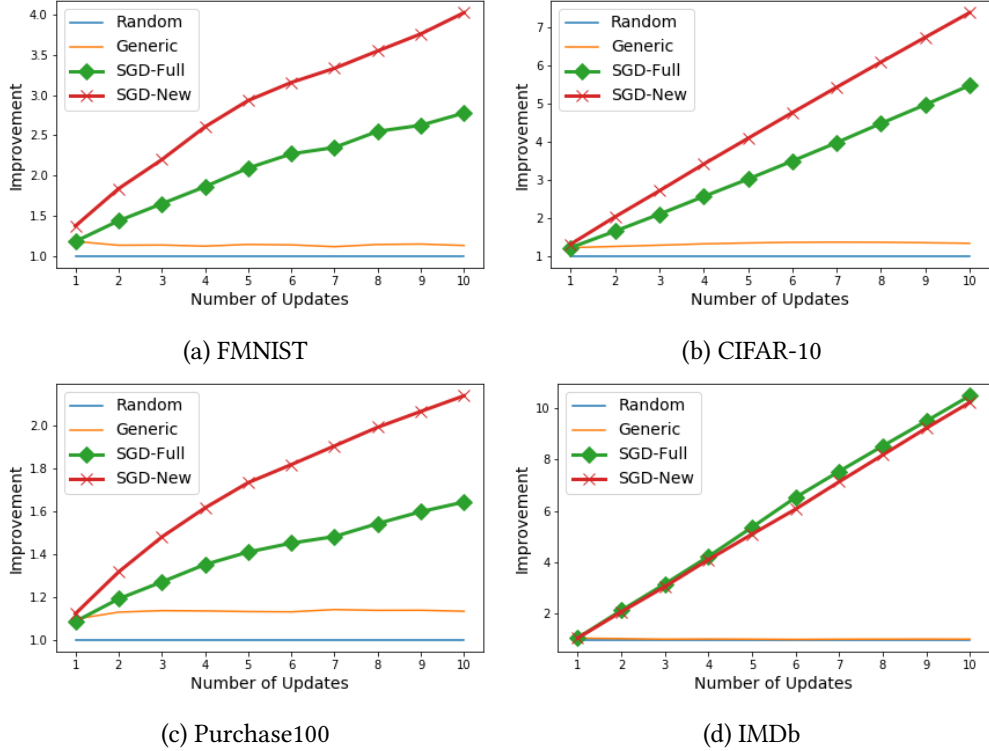 4.0
3.5
3.0
2.5
2.0
1.5
1.0
Improvement
Random
Generic
SGD-Full
SGD-New
1 2 3 4 5 6 7 8 9 10
Number of Updates
(a) FMNIST
7
6
5
4
3
2
1
Improvement
Random
Generic
SGD-Full
SGD-New
1 2 3 4 5 6 7 8 9 10
Number of Updates
(b) CIFAR-10
2.0
1.8
1.6
1.4
1.2
1.0
Improvement
Random
Generic
SGD-Full
SGD-New
1 2 3 4 5 6 7 8 9 10
Number of Updates
(c) Purchase100
10
8
6
4
2
Improvement
Random
Generic
SGD-Full
SGD-New
1 2 3 4 5 6 7 8 9 10
Number of Updates
(d) IMDb